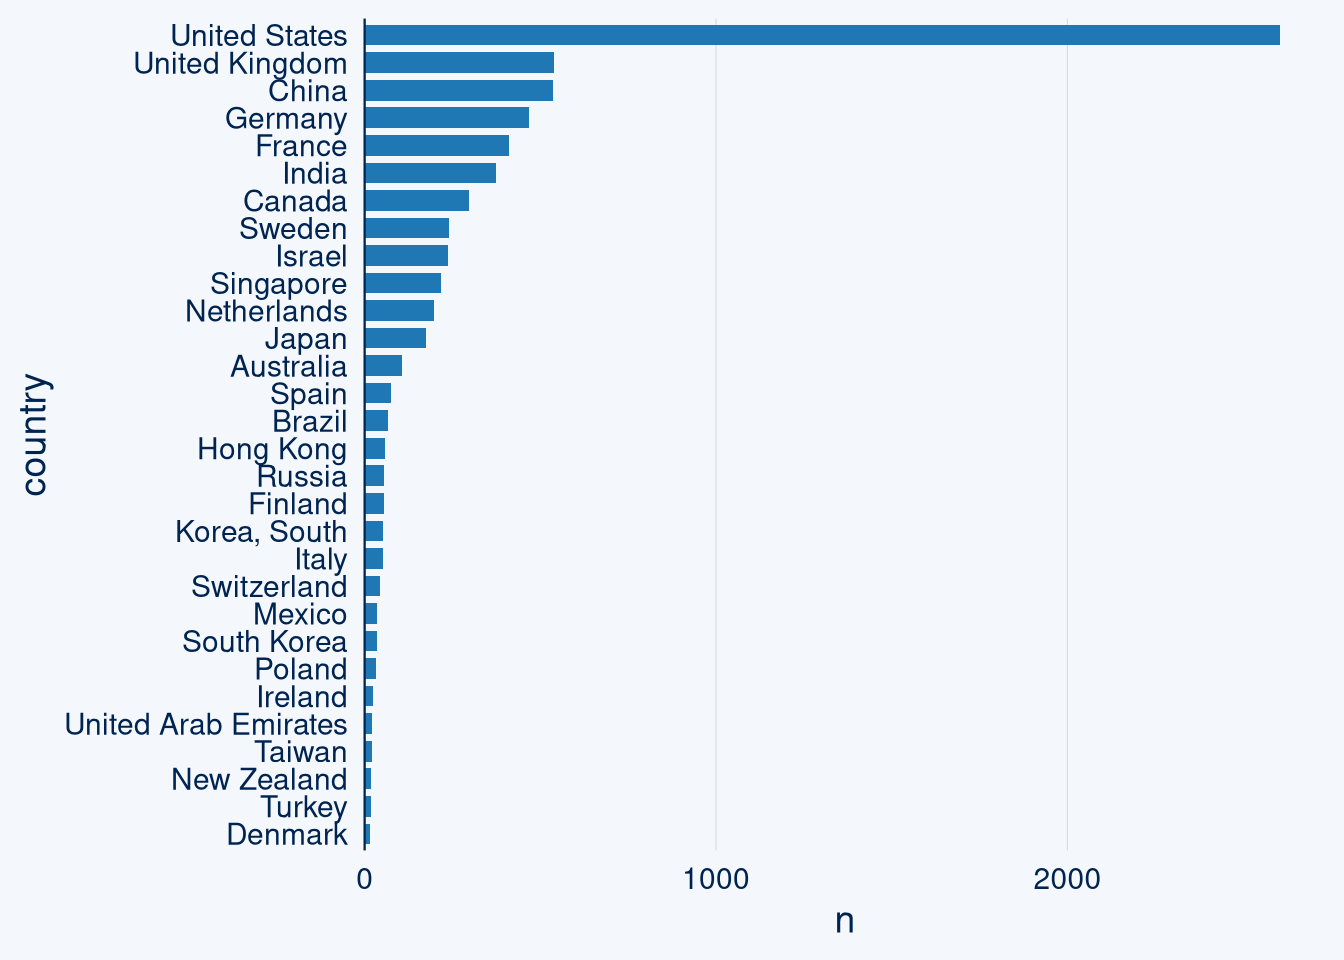 United States
United Kingdom
China
Germany
France
India
Canada
Sweden
Israel
Singapore
Netherlands
Japan
Australia
Spain
Brazil
Hong Kong
Russia
Finland
Korea, South
Italy
Switzerland
Mexico
South Korea
Poland
Ireland
United Arab Emirates
Taiwan
New Zealand
Turkey
Denmark
country
0 1000 2000
n